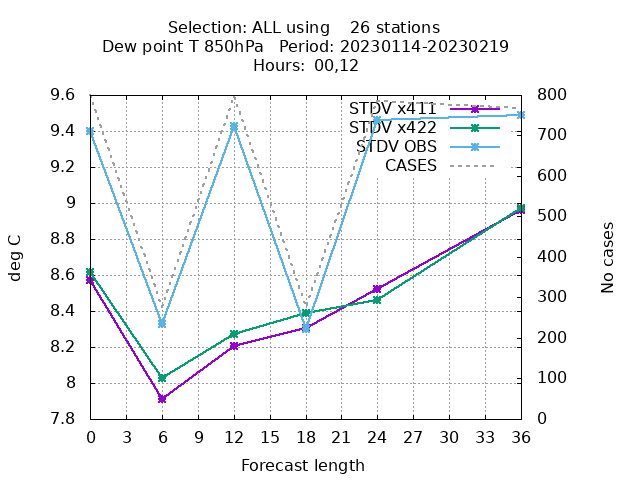 Selection: ALL using    26 stations
Dew point T 850hPa   Period: 20230114-20230219
Hours:  00,12
9.6
9.4
9.2
9
8.8
8.6
8.4
8.2
8
7.8
deg C
STDV x411
STDV x422
STDV OBS
CASES
800
700
600
500
400
300
200
100
0
No cases
0 3 6 9 12 15 18 21 24 27 30 33 36
Forecast length